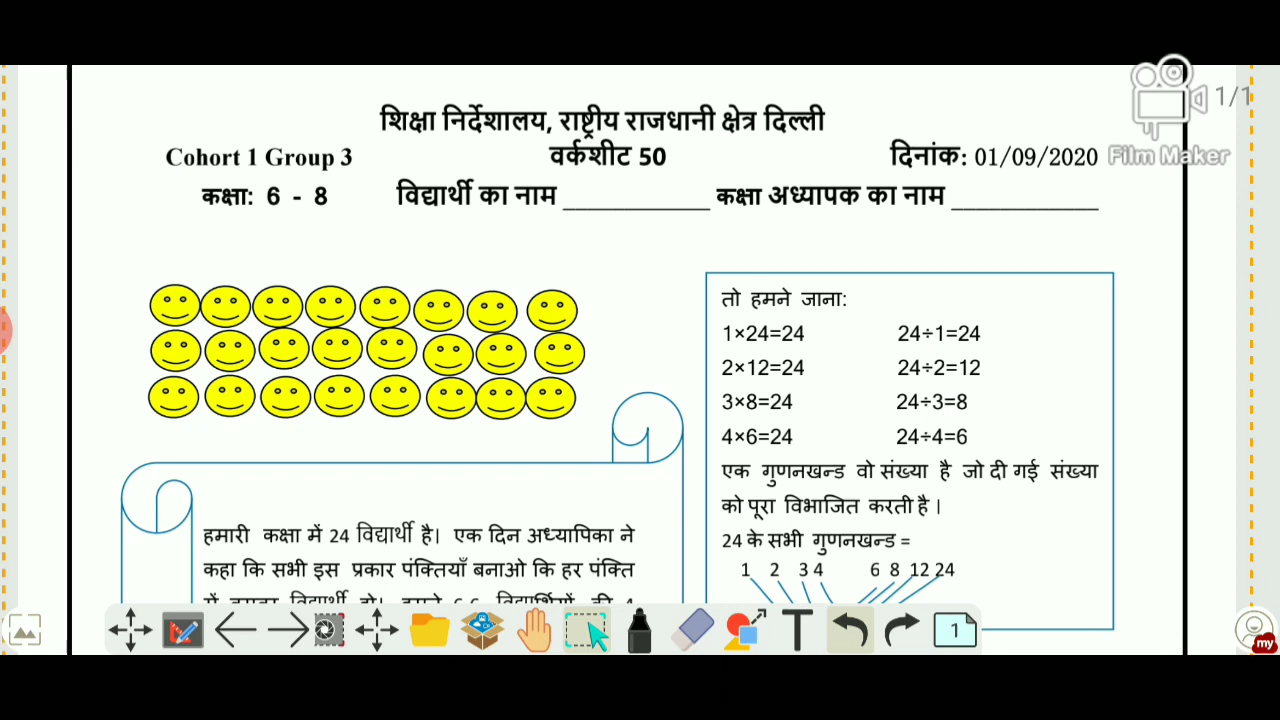 शिक्षा निर्देशालय, राष्ट्रीय राजधानी क्षेत्र दिल्ली
Cohort 1 Group 3 वर्कशीट 50 दिनांक: 01/09/2020
कक्षा: 6 - 8 विद्यार्थी का नाम ___________ कक्षा अध्यापक का नाम ___________
1/1
Film Maker
तो हमने जाना:
1×24=24 24÷1=24
2×12=24 24÷2=12
3×8=24 24÷3=8
4×6=24 24÷4=6
एक गुणनखन्ड वो संख्या है जो दी गई संख्या
को पूरा विभाजित करती है ।
24 के सभी गुणनखन्ड =
1 2 3 4 6 8 12 24
हमारी कक्षा में 24 विद्यार्थी है। एक दिन अध्यापिका ने
कहा कि सभी इस प्रकार पंक्तियाँ बनाओ कि हर पंक्ति
T
1
my